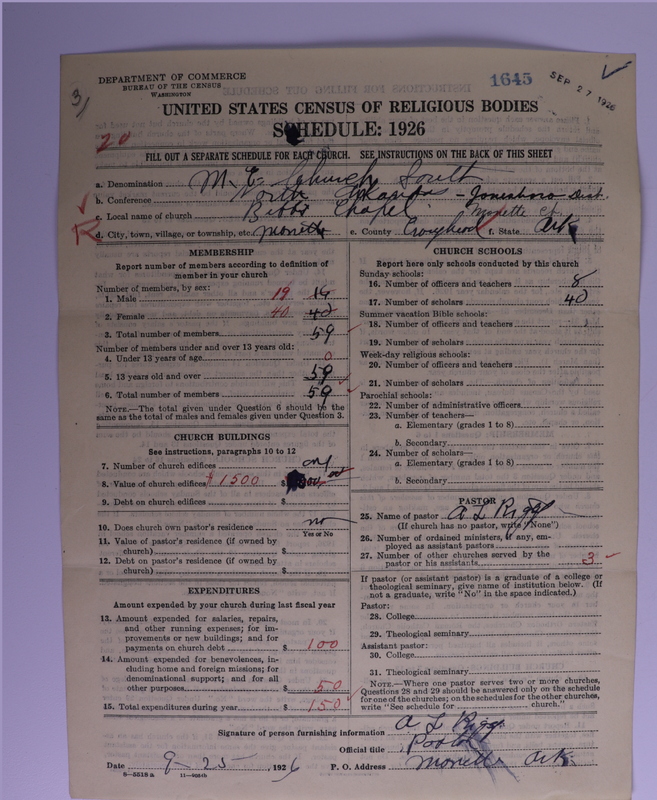 DEPARTMENT OF COMMERCE
BUREAU OF THE CENSUS
WASHINGTON
1645
SEP 27 1926
3/
UNITED STATES CENSUS OF RELIGIOUS BODIES
SCHEDULE: 1926
20
FILL OUT A SEPARATE SCHEDULE FOR EACH CHURCH. SEE INSTRUCTIONS ON THE BACK OF THIS SHEET
a. Denomination M. E. Church South
b. Conference North Arkansas - Jonesboro Dist.
c. Local name of church Bibbs Chapel Monette ct
R d. City, town, village, or township, etc. Monette e. County Craighead f. State Ark
MEMBERSHIP
Report number of members according to definition of
member in your church
Number of members, by sex:
1. Male 19 19
2. Female 40 40
3. Total number of members 59
Number of members under and over 13 years old:
4. Under 13 years of age 0
5. 13 years old and over 59
6. Total number of members 59
NOTE.—The total given under Question 6 should be the
same as the total of males and females given under Question 3.
CHURCH BUILDINGS
See instructions, paragraphs 10 to 12
7. Number of church edifices one
8. Value of church edifices $1500 $
9. Debt on church edifices $
10. Does church own pastor's residence no
Yes or No
11. Value of pastor's residence (if owned by
church) $
12. Debt on pastor's residence (if owned by
church) $
EXPENDITURES
Amount expended by your church during last fiscal year
13. Amount expended for salaries, repairs,
and other running expenses; for im-
provements or new buildings; and for
payments on church debt $ 100
14. Amount expended for benevolences, in-
cluding home and foreign missions; for
denominational support; and for all
other purposes $ 50
15. Total expenditures during year $ 150
CHURCH SCHOOLS
Report here only schools conducted by this church
Sunday schools:
16. Number of officers and teachers 8
17. Number of scholars 40
Summer vacation Bible schools:
18. Number of officers and teachers
19. Number of scholars
Week-day religious schools:
20. Number of officers and teachers
21. Number of scholars
Parochial schools:
22. Number of administrative officers
23. Number of teachers—
a. Elementary (grades 1 to 8)
b. Secondary
24. Number of scholars—
a. Elementary (grades 1 to 8)
b. Secondary
PASTOR
25. Name of pastor A L Riggs
(If church has no pastor, write "None")
26. Number of ordained ministers, if any, em-
ployed as assistant pastors
27. Number of other churches served by the
pastor or his assistants 3
If pastor (or assistant pastor) is a graduate of a college or
theological seminary, give name of institution below. (If
not a graduate, write "No" in the space indicated.)
Pastor:
28. College
29. Theological seminary
Assistant pastor:
30. College
31. Theological seminary
NOTE.—Where one pastor serves two or more churches,
Questions 28 and 29 should be answered only on the schedule
for one of the churches; on the schedules for the other churches,
write "See schedule for church."
Signature of person furnishing information A L Riggs
Official title Pastor
Date 9-25, 1926 P. O. Address Monette Ark
8—5518 a 11—9054b